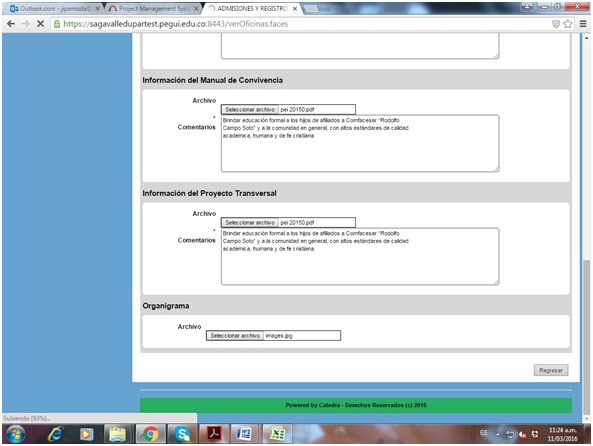 Outlook.com - jipamoda@
Project Management Syst
ADMISIONES Y REGISTRO
https://sagavalledupartest.pegui.edu.co:8443/verOficinas.faces
Información del Manual de Convivencia
Archivo
Seleccionar archivo pei 20150.pdf
*
Comentarios
Brindar educación formal a los hijos de afiliados a Comfacesar "Rodolfo
Campo Soto" y a la comunidad en general, con altos estándares de calidad
académica, humana y de fe cristiana.
Información del Proyecto Transversal
Archivo
Seleccionar archivo pei 20150.pdf
*
Comentarios
Brindar educación formal a los hijos de afiliados a Comfacesar "Rodolfo
Campo Soto" y a la comunidad en general, con altos estándares de calidad
académica, humana y de fe cristiana.
Organigrama
Archivo
Seleccionar archivo images.jpg
Regresar
Powered by Catedra - Derechos Reservados (c) 2016
Subiendo (93%)...
ES
11:24 a.m.
11/03/2016